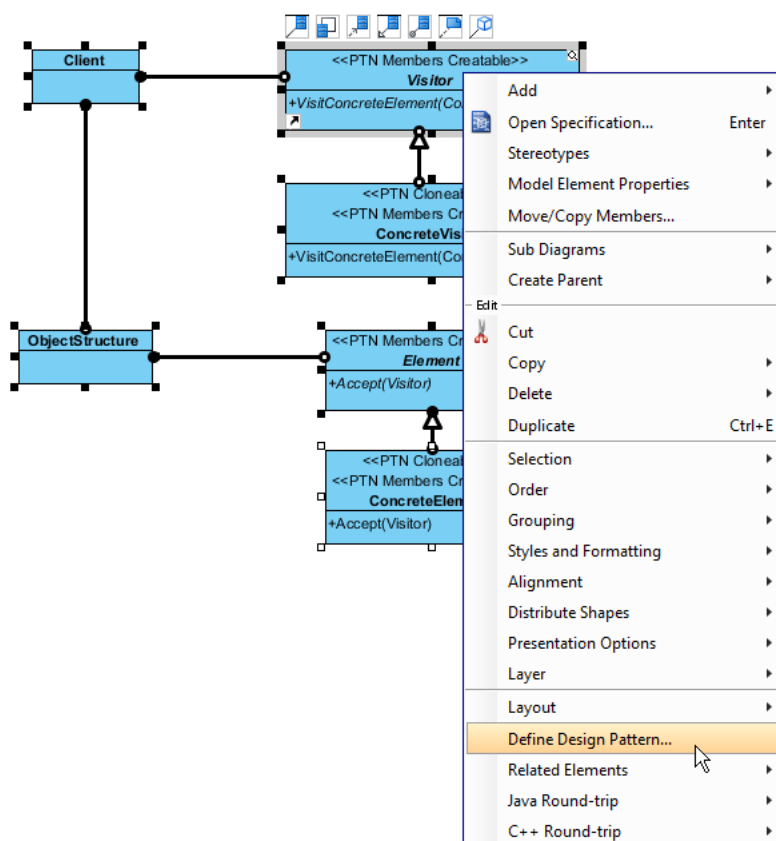 Client
<<PTN Members Creatable>>
Visitor
+VisitConcreteElement(Co
<<PTN Cloneab
<<PTN Members Cr
ConcreteVis
+VisitConcreteElement(Co
ObjectStructure
<<PTN Members Cr
Element
+Accept(Visitor)
<<PTN Cloneab
<<PTN Members Cr
ConcreteElem
+Accept(Visitor)
Add
Open Specification... Enter
Stereotypes
Model Element Properties
Move/Copy Members...
Sub Diagrams
Create Parent
Edit
Cut
Copy
Delete
Duplicate Ctrl+E
Selection
Order
Grouping
Styles and Formatting
Alignment
Distribute Shapes
Presentation Options
Layer
Layout
Define Design Pattern...
Related Elements
Java Round-trip
C++ Round-trip